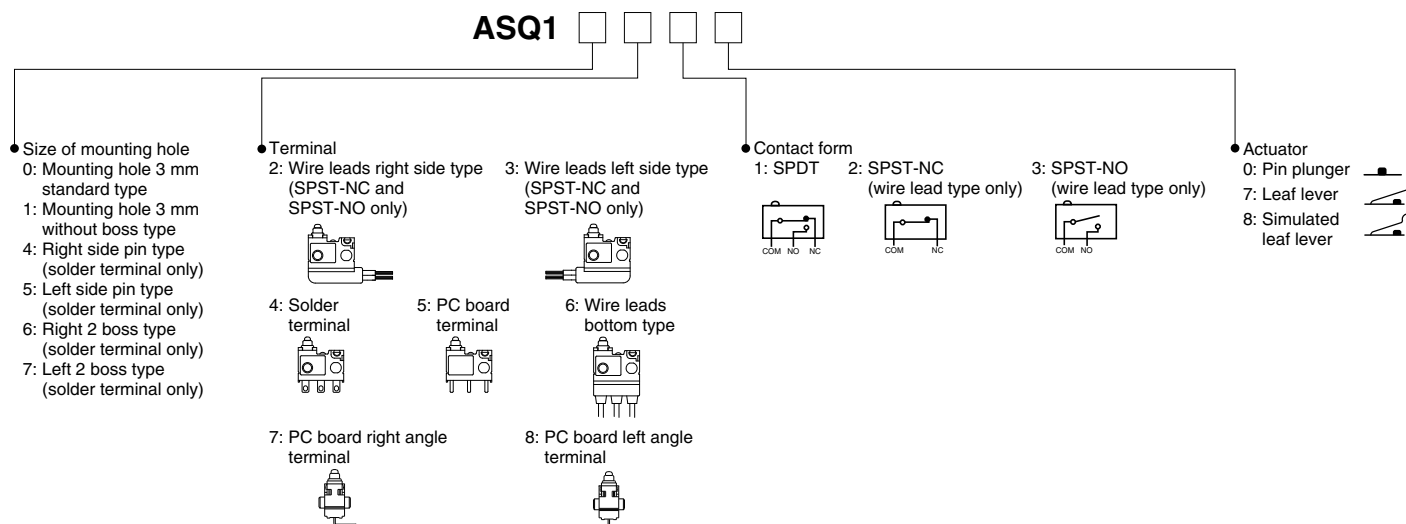 ASQ1
Size of mounting hole
0: Mounting hole 3 mm
standard type
1: Mounting hole 3 mm
without boss type
4: Right side pin type
(solder terminal only)
5: Left side pin type
(solder terminal only)
6: Right 2 boss type
(solder terminal only)
7: Left 2 boss type
(solder terminal only)
Terminal
2: Wire leads right side type
(SPST-NC and
SPST-NO only)
3: Wire leads left side type
(SPST-NC and
SPST-NO only)
4: Solder
terminal
5: PC board
terminal
6: Wire leads
bottom type
7: PC board right angle
terminal
8: PC board left angle
terminal
Contact form
1: SPDT
COM NO NC
2: SPST-NC
(wire lead type only)
COM NC
3: SPST-NO
(wire lead type only)
COM NO
Actuator
0: Pin plunger
7: Leaf lever
8: Simulated
leaf lever